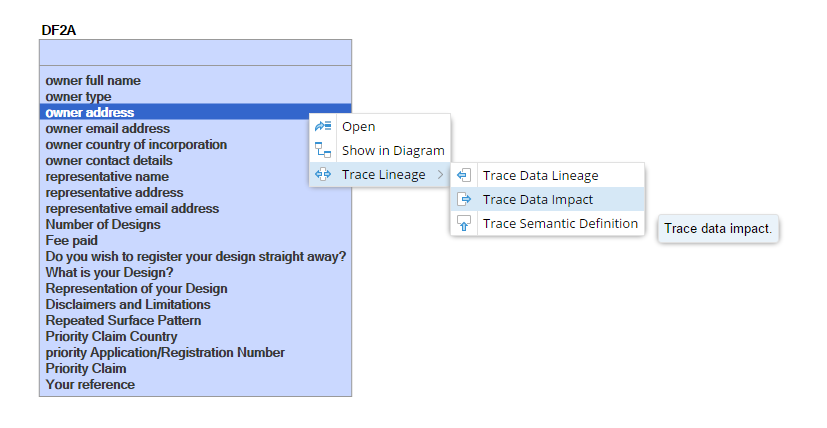 DF2A
owner full name
owner type
owner address
owner email address
owner country of incorporation
owner contact details
representative name
representative address
representative email address
Number of Designs
Fee paid
Do you wish to register your design straight away?
What is your Design?
Representation of your Design
Disclaimers and Limitations
Repeated Surface Pattern
Priority Claim Country
priority Application/Registration Number
Priority Claim
Your reference
Open
Show in Diagram
Trace Lineage
Trace Data Lineage
Trace Data Impact
Trace Semantic Definition
Trace data impact.